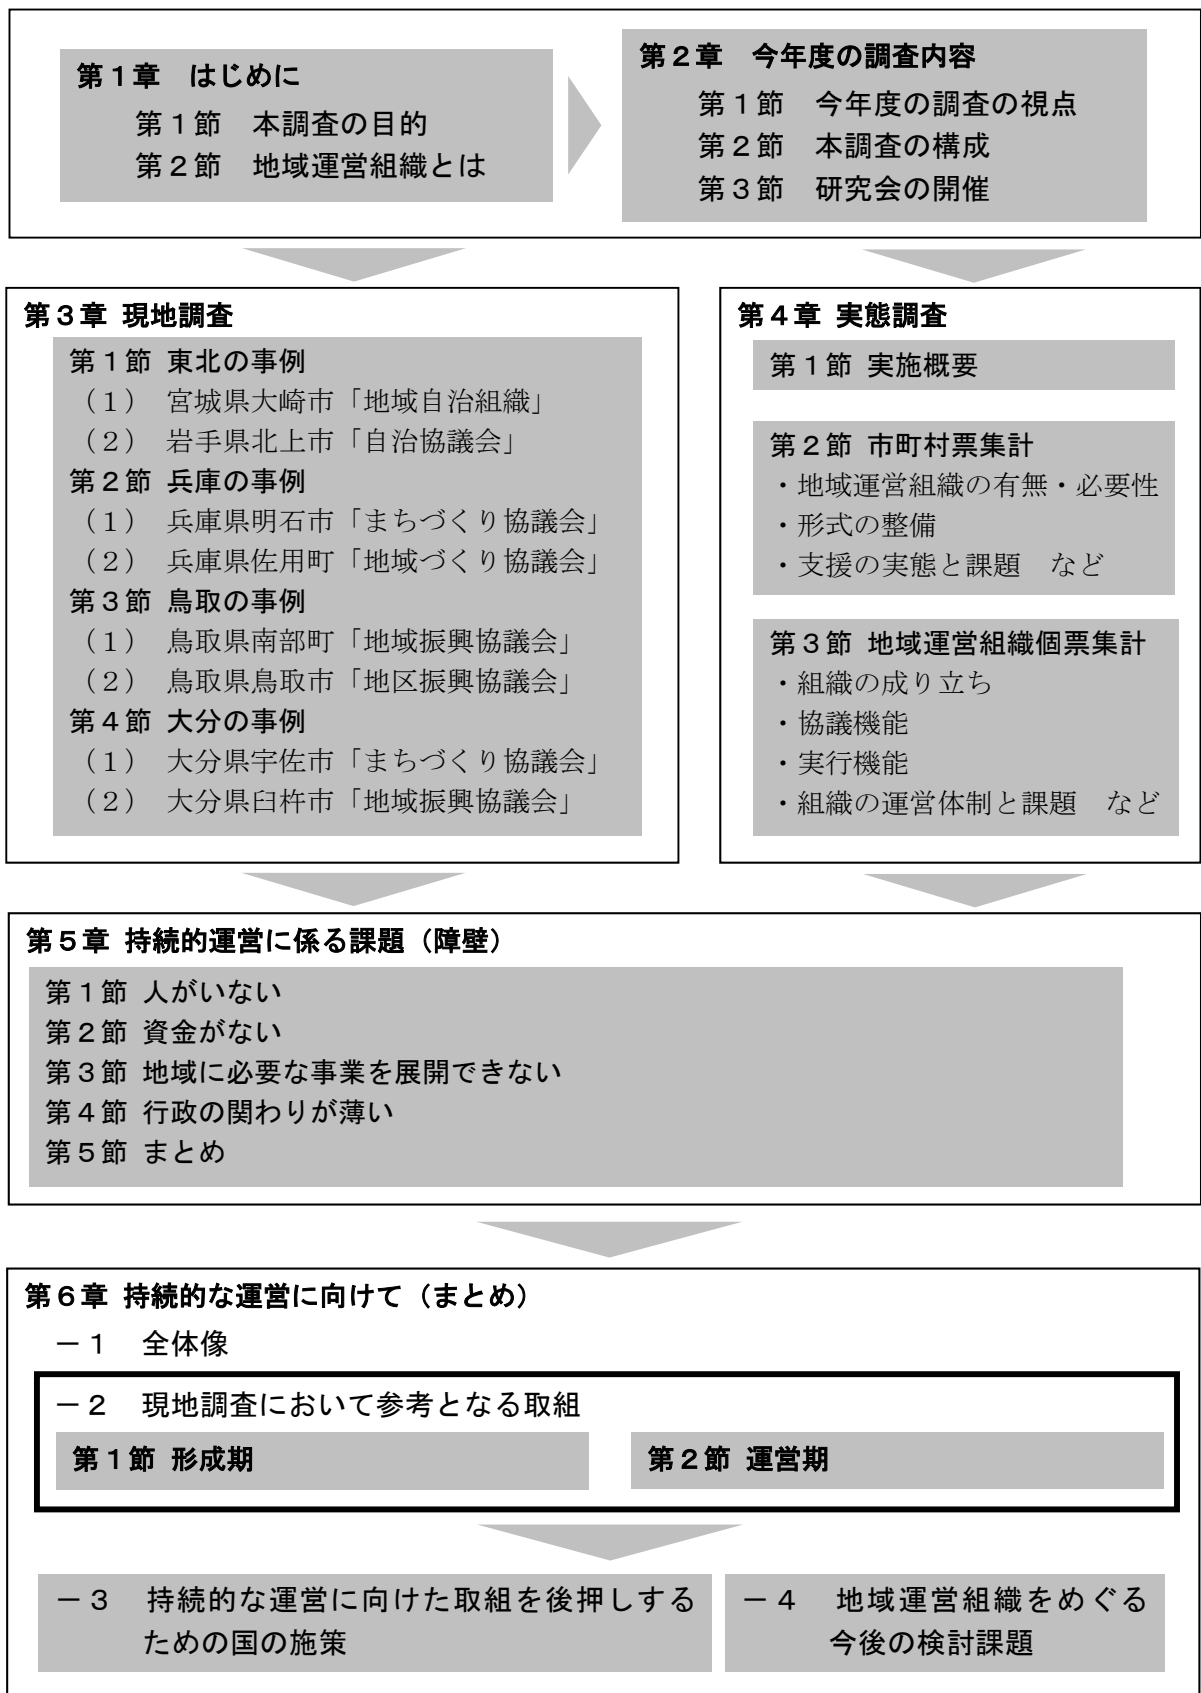 第１章　はじめに
第１節　本調査の目的
第２節　地域運営組織とは
第２章　今年度の調査内容
第１節　今年度の調査の視点
第２節　本調査の構成
第３節　研究会の開催
第３章 現地調査
第１節 東北の事例
（１）　宮城県大崎市「地域自治組織」
（２）　岩手県北上市「自治協議会」
第２節 兵庫の事例
（１）　兵庫県明石市「まちづくり協議会」
（２）　兵庫県佐用町「地域づくり協議会」
第３節 鳥取の事例
（１）　鳥取県南部町「地域振興協議会」
（２）　鳥取県鳥取市「地区振興協議会」
第４節 大分の事例
（１）　大分県宇佐市「まちづくり協議会」
（２）　大分県臼杵市「地域振興協議会」
第４章 実態調査
第１節 実施概要
第２節 市町村票集計
・地域運営組織の有無・必要性
・形式の整備
・支援の実態と課題　など
第３節 地域運営組織個票集計
・組織の成り立ち
・協議機能
・実行機能
・組織の運営体制と課題　など
第５章 持続的運営に係る課題（障壁）
第１節 人がいない
第２節 資金がない
第３節 地域に必要な事業を展開できない
第４節 行政の関わりが薄い
第５節 まとめ
第６章 持続的な運営に向けて（まとめ）
－１　全体像
－２　現地調査において参考となる取組
第１節 形成期
第２節 運営期
－３　持続的な運営に向けた取組を後押しする
ための国の施策
－４　地域運営組織をめぐる
今後の検討課題